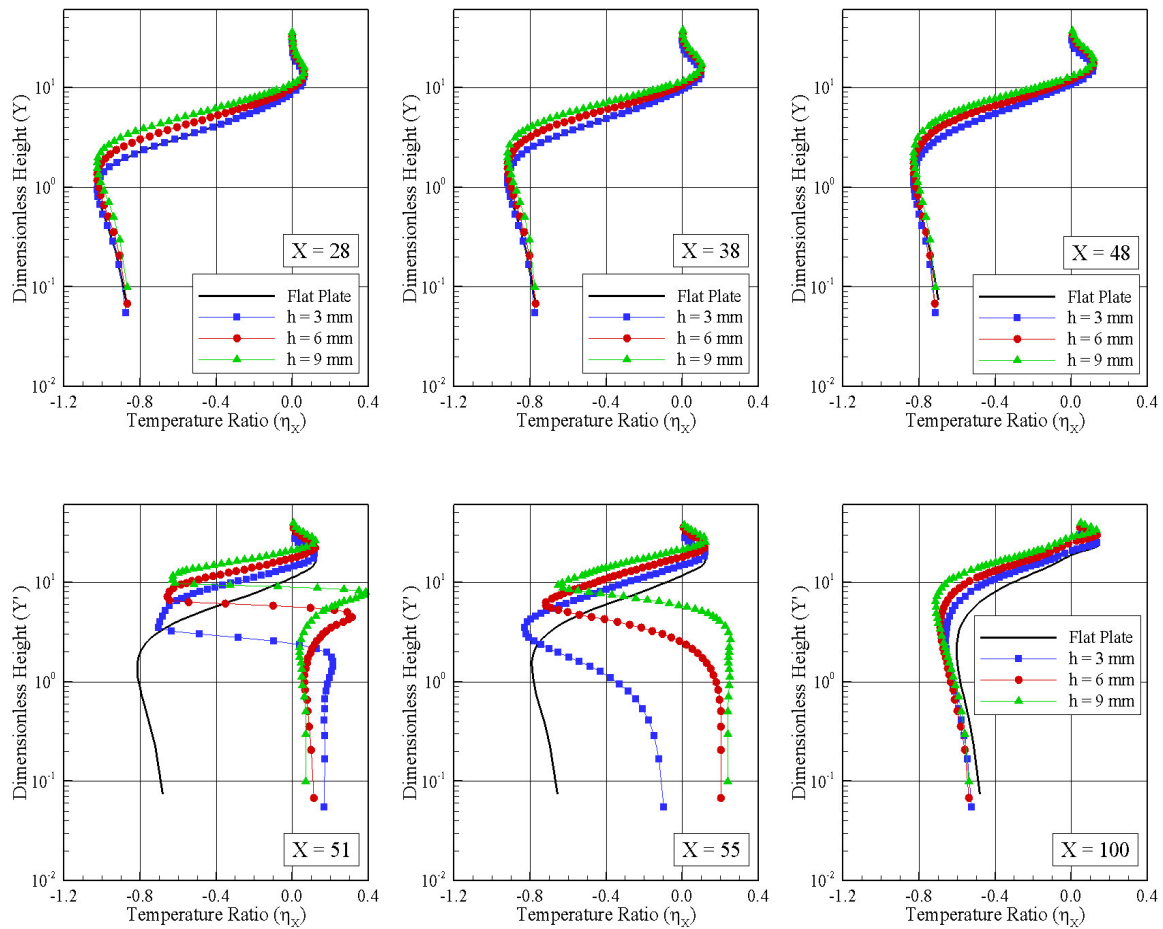 Dimensionless Height (Y)
10¹
10⁰
10⁻¹
10⁻²
X = 28
Flat Plate
h = 3 mm
h = 6 mm
h = 9 mm
-1.2 -0.8 -0.4 0.0 0.4
Temperature Ratio (ηX)
Dimensionless Height (Y)
10¹
10⁰
10⁻¹
10⁻²
X = 38
Flat Plate
h = 3 mm
h = 6 mm
h = 9 mm
-1.2 -0.8 -0.4 0.0 0.4
Temperature Ratio (ηX)
Dimensionless Height (Y)
10¹
10⁰
10⁻¹
10⁻²
X = 48
Flat Plate
h = 3 mm
h = 6 mm
h = 9 mm
-1.2 -0.8 -0.4 0.0 0.4
Temperature Ratio (ηX)
Dimensionless Height (Y')
10¹
10⁰
10⁻¹
10⁻²
X = 51
-1.2 -0.8 -0.4 0.0 0.4
Temperature Ratio (ηX)
Dimensionless Height (Y')
10¹
10⁰
10⁻¹
10⁻²
X = 55
-1.2 -0.8 -0.4 0.0 0.4
Temperature Ratio (ηX)
Dimensionless Height (Y')
10¹
10⁰
10⁻¹
10⁻²
Flat Plate
h = 3 mm
h = 6 mm
h = 9 mm
X = 100
-1.2 -0.8 -0.4 0.0 0.4
Temperature Ratio (ηX)